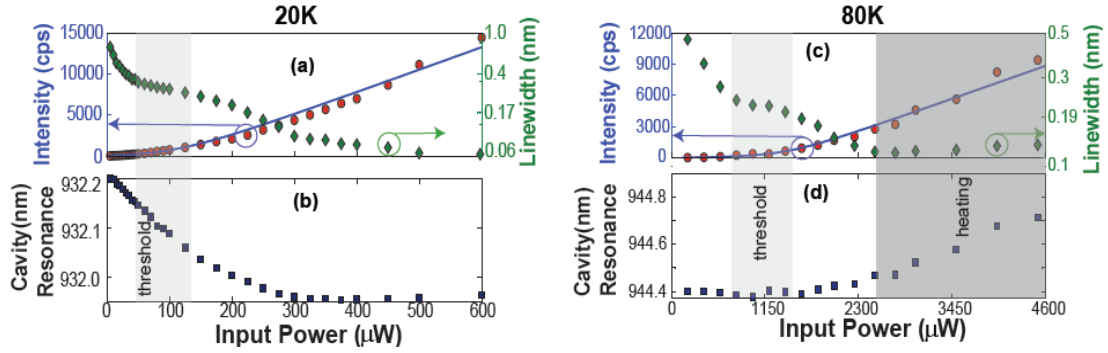 20K
15000
10000
5000
0
Intensity (cps)
(a)
1.0
0.4
0.17
0.06
Linewidth (nm)
932.2
932.1
932.0
Cavity(nm)
Resonance
(b)
threshold
0 100 200 300 400 500 600
Input Power (μW)
80K
12000
9000
6000
3000
0
Intensity (cps)
(c)
0.5
0.3
0.19
0.1
Linewidth (nm)
944.8
944.6
944.4
Cavity(nm)
Resonance
(d)
threshold
heating
0 1150 2300 3450 4600
Input Power (μW)